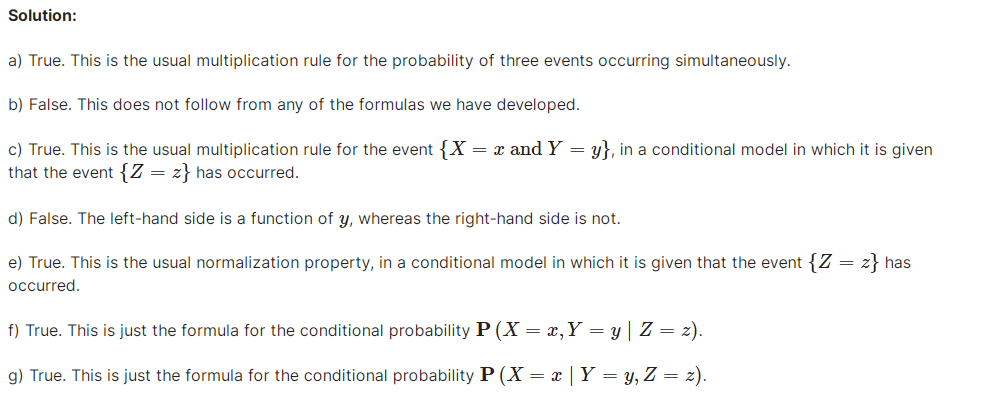 Solution:
a) True. This is the usual multiplication rule for the probability of three events occurring simultaneously.
b) False. This does not follow from any of the formulas we have developed.
c) True. This is the usual multiplication rule for the event {X = x and Y = y}, in a conditional model in which it is given
that the event {Z = z} has occurred.
d) False. The left-hand side is a function of y, whereas the right-hand side is not.
e) True. This is the usual normalization property, in a conditional model in which it is given that the event {Z = z} has
occurred.
f) True. This is just the formula for the conditional probability P (X = x, Y = y | Z = z).
g) True. This is just the formula for the conditional probability P (X = x | Y = y, Z = z).